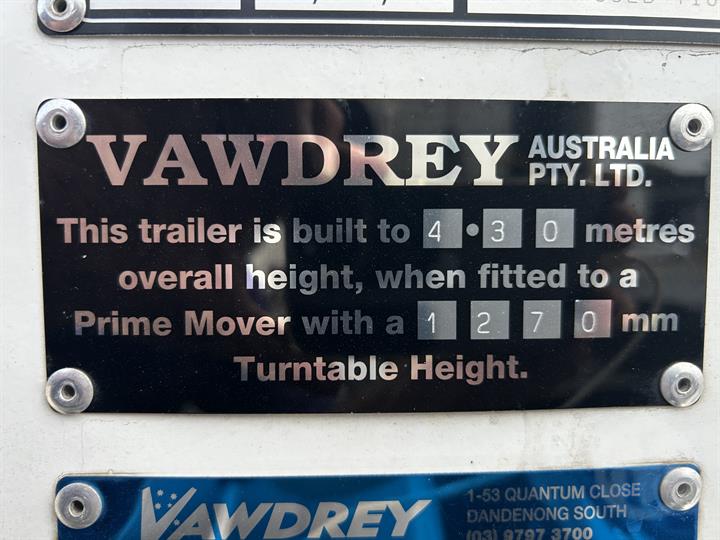 VAWDREY AUSTRALIA PTY. LTD.
This trailer is built to 4.30 metres
overall height, when fitted to a
Prime Mover with a 1270 mm
Turntable Height.
VAWDREY
1-53 QUANTUM CLOSE
DANDENONG SOUTH
(03) 9797 3700